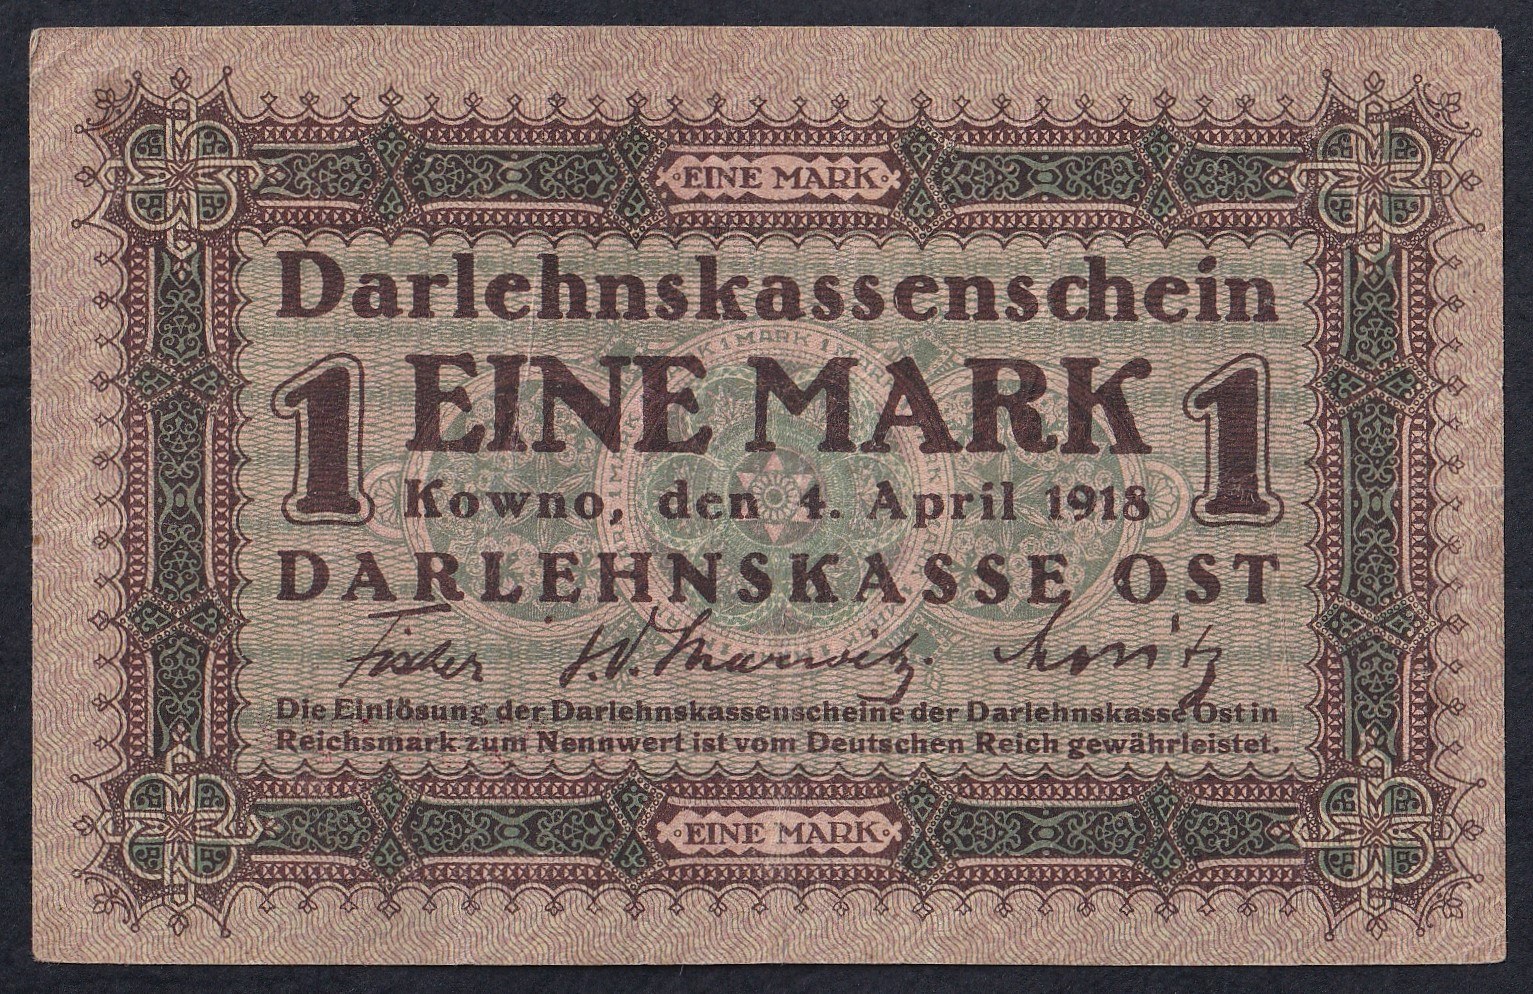 ·EINE MARK·
Darlehnskassenschein
1 EINE MARK 1
Kowno, den 4. April 1918
DARLEHNSKASSE OST
Fischer
Die Einlösung der Darlehnskassenscheine der Darlehnskasse Ost in
Reichsmark zum Nennwert ist vom Deutschen Reich gewährleistet.
·EINE MARK·